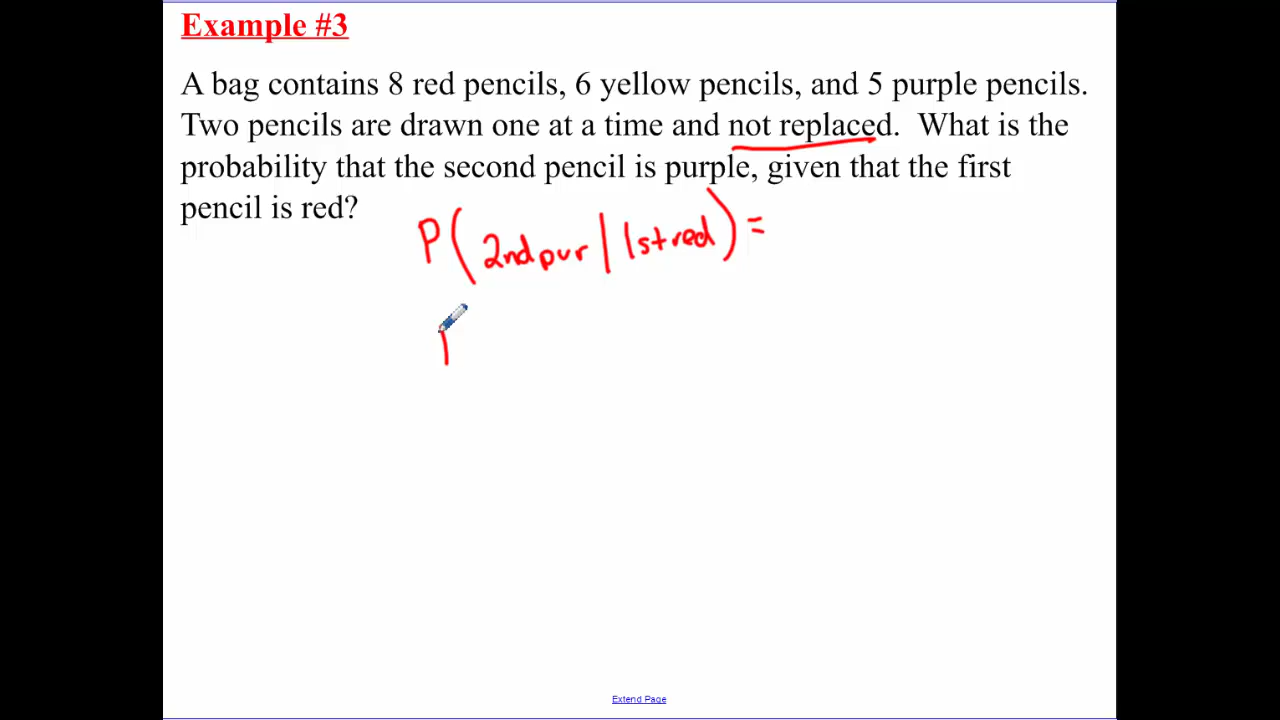 Example #3
A bag contains 8 red pencils, 6 yellow pencils, and 5 purple pencils.
Two pencils are drawn one at a time and not replaced. What is the
probability that the second pencil is purple, given that the first
pencil is red?
P(2nd pur | 1st red) =
Extend Page